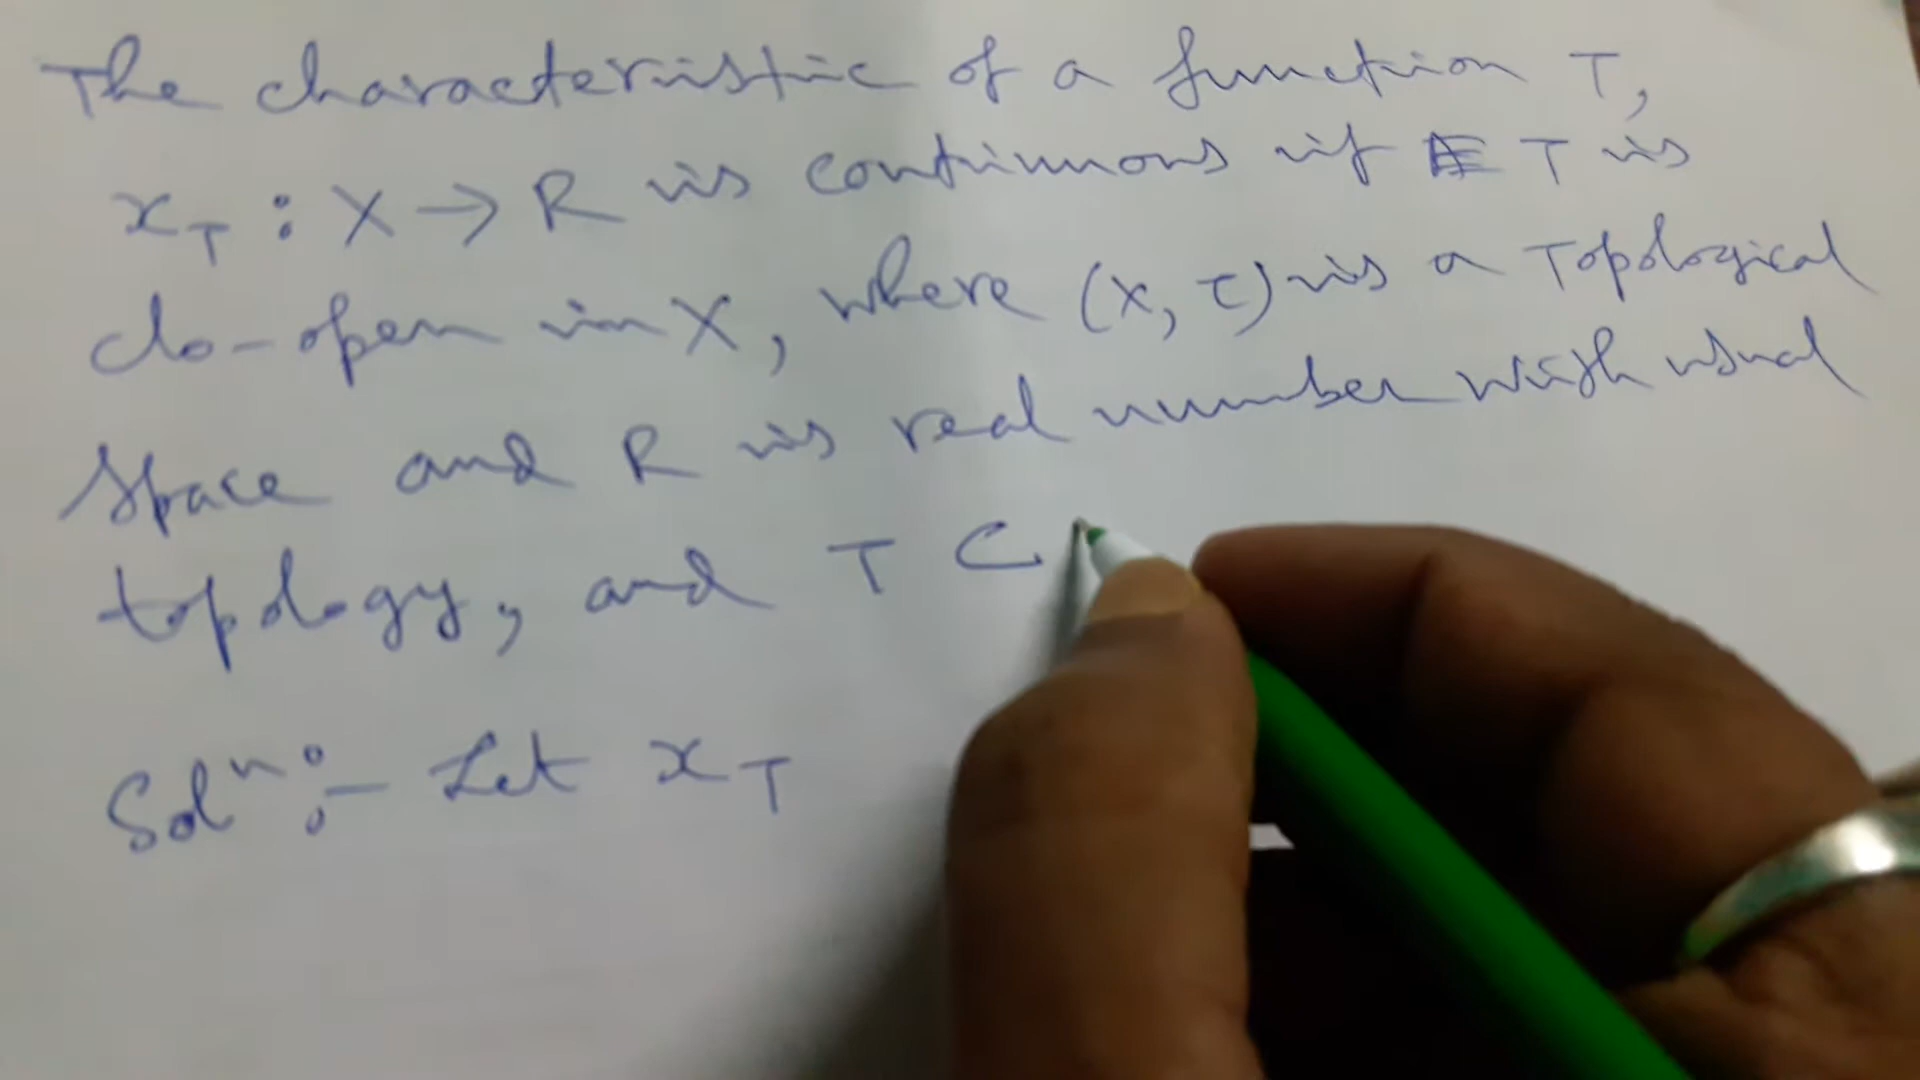 The characteristic of a function T,
x_T : X → R is continuous if T is
clo-open in X, where (X, τ) is a Topological
space and R is real number with usual
topology, and T ⊂
Solⁿ :- Let x_T